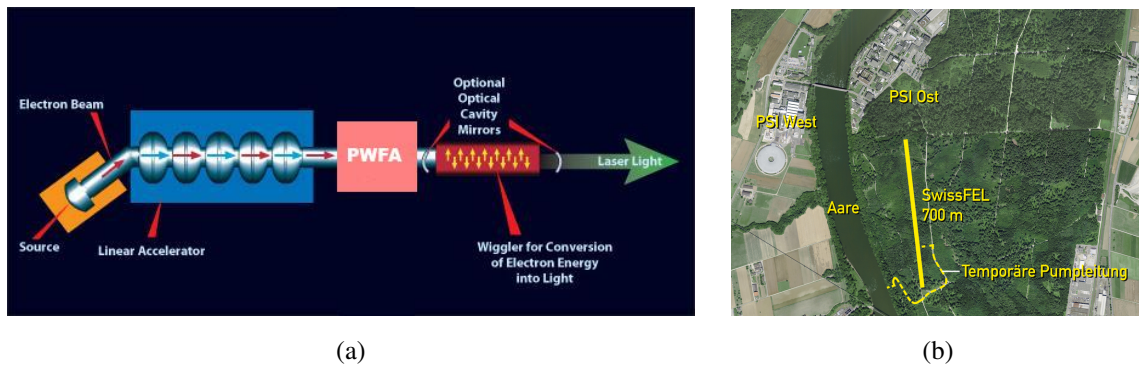 Electron Beam
Source
Linear Accelerator
PWFA
Optional
Optical
Cavity
Mirrors
Laser Light
Wiggler for Conversion
of Electron Energy
into Light
(a)
PSI Ost
PSI West
SwissFEL
700 m
Aare
Temporäre Pumpleitung
(b)